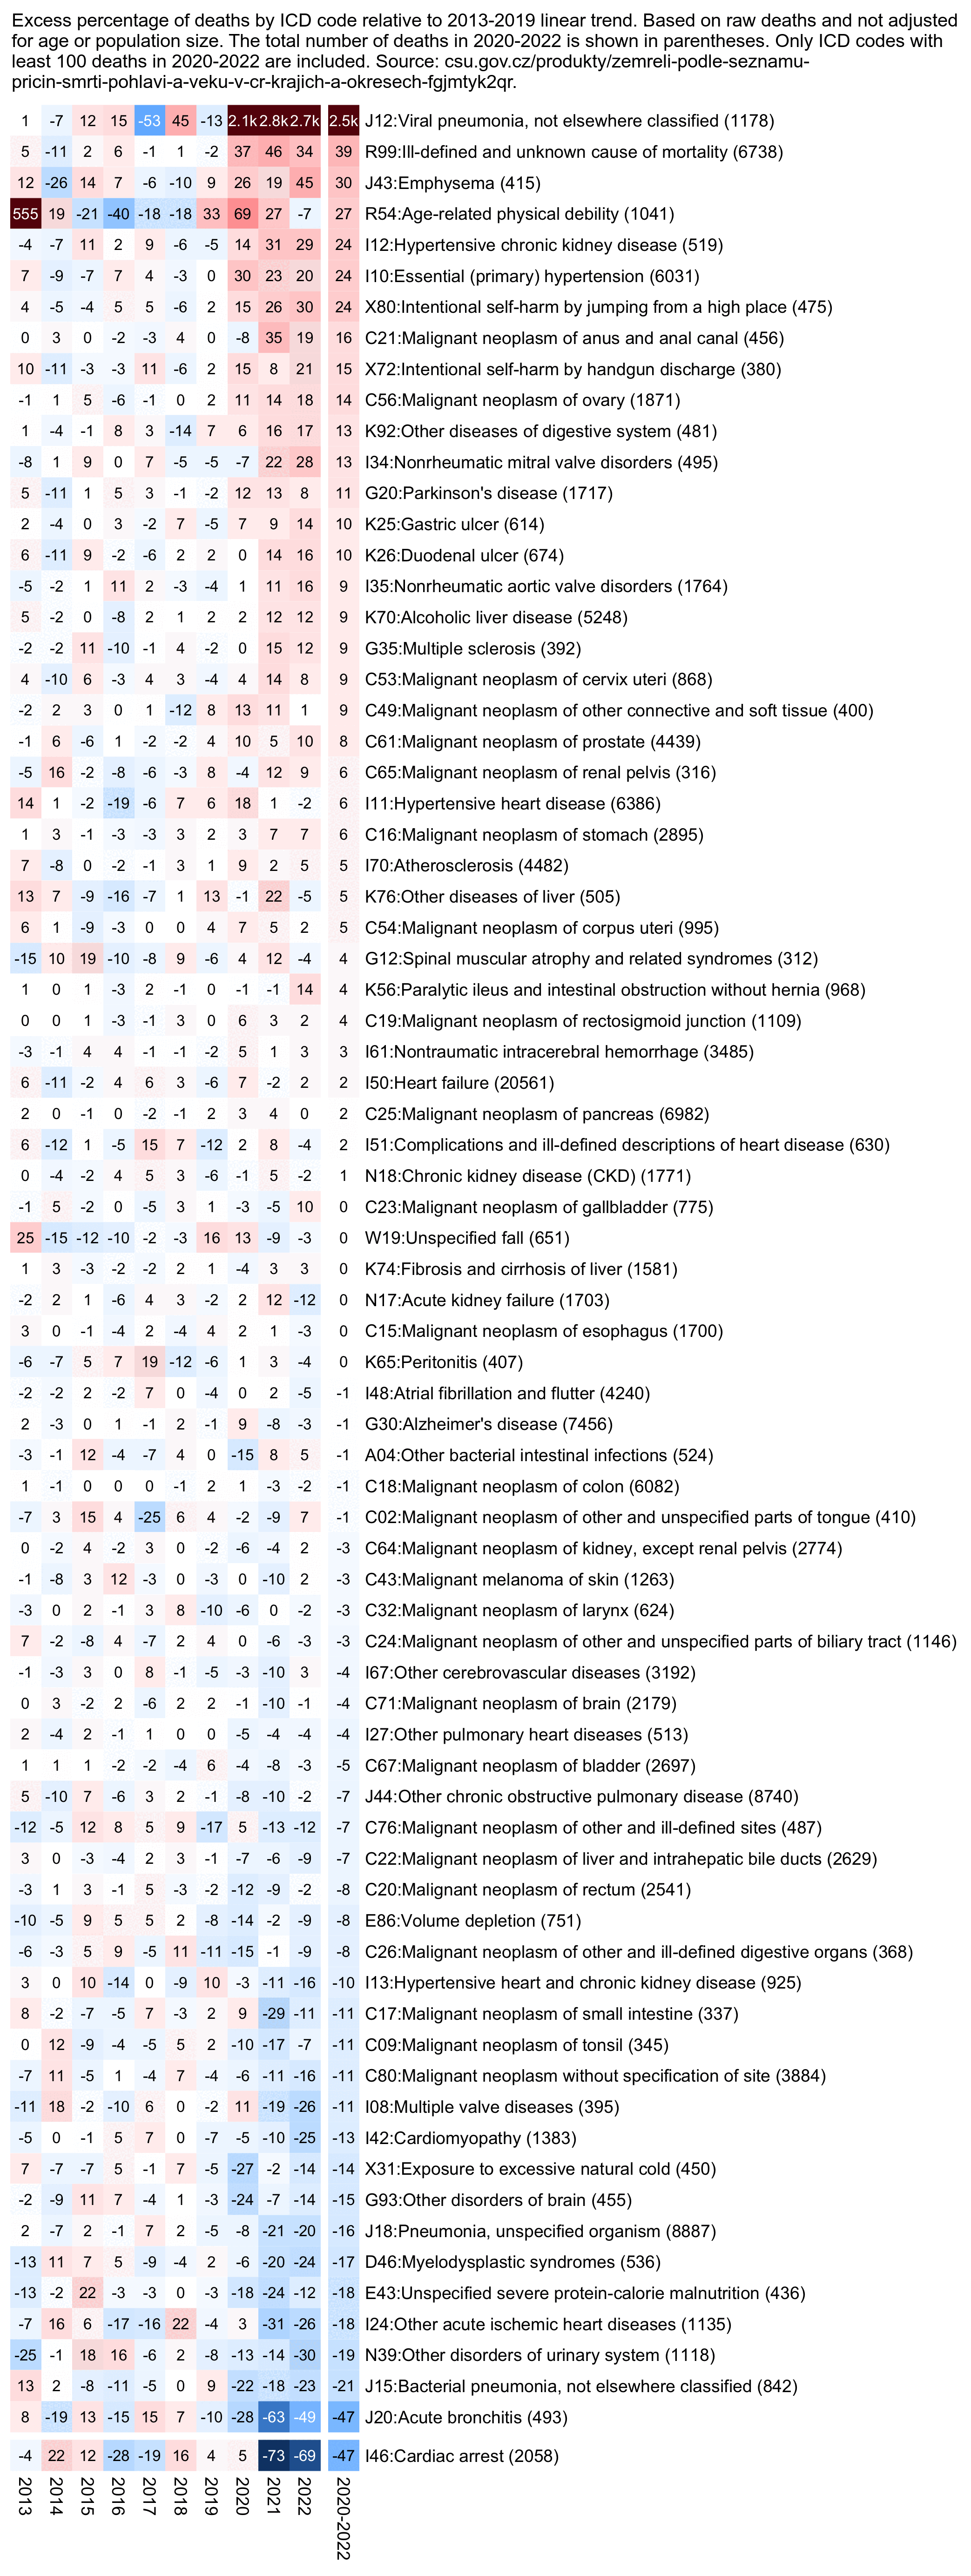 Excess percentage of deaths by ICD code relative to 2013-2019 linear trend. Based on raw deaths and not adjusted
for age or population size. The total number of deaths in 2020-2022 is shown in parentheses. Only ICD codes with
least 100 deaths in 2020-2022 are included. Source: csu.gov.cz/produkty/zemreli-podle-seznamu-
pricin-smrti-pohlavi-a-veku-v-cr-krajich-a-okresech-fgjmtyk2qr.
1 -7 12 15 -53 45 -13 2.1k 2.8k 2.7k 2.5k J12:Viral pneumonia, not elsewhere classified (1178)
5 -11 2 6 -1 1 -2 37 46 34 39 R99:Ill-defined and unknown cause of mortality (6738)
12 -26 14 7 -6 -10 9 26 19 45 30 J43:Emphysema (415)
555 19 -21 -40 -18 -18 33 69 27 -7 27 R54:Age-related physical debility (1041)
-4 -7 11 2 9 -6 -5 14 31 29 24 I12:Hypertensive chronic kidney disease (519)
7 -9 -7 7 4 -3 0 30 23 20 24 I10:Essential (primary) hypertension (6031)
4 -5 -4 5 5 -6 2 15 26 30 24 X80:Intentional self-harm by jumping from a high place (475)
0 3 0 -2 -3 4 0 -8 35 19 16 C21:Malignant neoplasm of anus and anal canal (456)
10 -11 -3 -3 11 -6 2 15 8 21 15 X72:Intentional self-harm by handgun discharge (380)
-1 1 5 -6 -1 0 2 11 14 18 14 C56:Malignant neoplasm of ovary (1871)
1 -4 -1 8 3 -14 7 6 16 17 13 K92:Other diseases of digestive system (481)
-8 1 9 0 7 -5 -5 -7 22 28 13 I34:Nonrheumatic mitral valve disorders (495)
5 -11 1 5 3 -1 -2 12 13 8 11 G20:Parkinson's disease (1717)
2 -4 0 3 -2 7 -5 7 9 14 10 K25:Gastric ulcer (614)
6 -11 9 -2 -6 2 2 0 14 16 10 K26:Duodenal ulcer (674)
-5 -2 1 11 2 -3 -4 1 11 16 9 I35:Nonrheumatic aortic valve disorders (1764)
5 -2 0 -8 2 1 2 2 12 12 9 K70:Alcoholic liver disease (5248)
-2 -2 11 -10 -1 4 -2 0 15 12 9 G35:Multiple sclerosis (392)
4 -10 6 -3 4 3 -4 4 14 8 9 C53:Malignant neoplasm of cervix uteri (868)
-2 2 3 0 1 -12 8 13 11 1 9 C49:Malignant neoplasm of other connective and soft tissue (400)
-1 6 -6 1 -2 -2 4 10 5 10 8 C61:Malignant neoplasm of prostate (4439)
-5 16 -2 -8 -6 -3 8 -4 12 9 6 C65:Malignant neoplasm of renal pelvis (316)
14 1 -2 -19 -6 7 6 18 1 -2 6 I11:Hypertensive heart disease (6386)
1 3 -1 -3 -3 3 2 3 7 7 6 C16:Malignant neoplasm of stomach (2895)
7 -8 0 -2 -1 3 1 9 2 5 5 I70:Atherosclerosis (4482)
13 7 -9 -16 -7 1 13 -1 22 -5 5 K76:Other diseases of liver (505)
6 1 -9 -3 0 0 4 7 5 2 5 C54:Malignant neoplasm of corpus uteri (995)
-15 10 19 -10 -8 9 -6 4 12 -4 4 G12:Spinal muscular atrophy and related syndromes (312)
1 0 1 -3 2 -1 0 -1 -1 14 4 K56:Paralytic ileus and intestinal obstruction without hernia (968)
0 0 1 -3 -1 3 0 6 3 2 4 C19:Malignant neoplasm of rectosigmoid junction (1109)
-3 -1 4 4 -1 -1 -2 5 1 3 3 I61:Nontraumatic intracerebral hemorrhage (3485)
6 -11 -2 4 6 3 -6 7 -2 2 2 I50:Heart failure (20561)
2 0 -1 0 -2 -1 2 3 4 0 2 C25:Malignant neoplasm of pancreas (6982)
6 -12 1 -5 15 7 -12 2 8 -4 2 I51:Complications and ill-defined descriptions of heart disease (630)
0 -4 -2 4 5 3 -6 -1 5 -2 1 N18:Chronic kidney disease (CKD) (1771)
-1 5 -2 0 -5 3 1 -3 -5 10 0 C23:Malignant neoplasm of gallbladder (775)
25 -15 -12 -10 -2 -3 16 13 -9 -3 0 W19:Unspecified fall (651)
1 3 -3 -2 -2 2 1 -4 3 3 0 K74:Fibrosis and cirrhosis of liver (1581)
-2 2 1 -6 4 3 -2 2 12 -12 0 N17:Acute kidney failure (1703)
3 0 -1 -4 2 -4 4 2 1 -3 0 C15:Malignant neoplasm of esophagus (1700)
-6 -7 5 7 19 -12 -6 1 3 -4 0 K65:Peritonitis (407)
-2 -2 2 -2 7 0 -4 0 2 -5 -1 I48:Atrial fibrillation and flutter (4240)
2 -3 0 1 -1 2 -1 9 -8 -3 -1 G30:Alzheimer's disease (7456)
-3 -1 12 -4 -7 4 0 -15 8 5 -1 A04:Other bacterial intestinal infections (524)
1 -1 0 0 0 -1 2 1 -3 -2 -1 C18:Malignant neoplasm of colon (6082)
-7 3 15 4 -25 6 4 -2 -9 7 -1 C02:Malignant neoplasm of other and unspecified parts of tongue (410)
0 -2 4 -2 3 0 -2 -6 -4 2 -3 C64:Malignant neoplasm of kidney, except renal pelvis (2774)
-1 -8 3 12 -3 0 -3 0 -10 2 -3 C43:Malignant melanoma of skin (1263)
-3 0 2 -1 3 8 -10 -6 0 -2 -3 C32:Malignant neoplasm of larynx (624)
7 -2 -8 4 -7 2 4 0 -6 -3 -3 C24:Malignant neoplasm of other and unspecified parts of biliary tract (1146)
-1 -3 3 0 8 -1 -5 -3 -10 3 -4 I67:Other cerebrovascular diseases (3192)
0 3 -2 2 -6 2 2 -1 -10 -1 -4 C71:Malignant neoplasm of brain (2179)
2 -4 2 -1 1 0 0 -5 -4 -4 -4 I27:Other pulmonary heart diseases (513)
1 1 1 -2 -2 -4 6 -4 -8 -3 -5 C67:Malignant neoplasm of bladder (2697)
5 -10 7 -6 3 2 -1 -8 -10 -2 -7 J44:Other chronic obstructive pulmonary disease (8740)
-12 -5 12 8 5 9 -17 5 -13 -12 -7 C76:Malignant neoplasm of other and ill-defined sites (487)
3 0 -3 -4 2 3 -1 -7 -6 -9 -7 C22:Malignant neoplasm of liver and intrahepatic bile ducts (2629)
-3 1 3 -1 5 -3 -2 -12 -9 -2 -8 C20:Malignant neoplasm of rectum (2541)
-10 -5 9 5 5 2 -8 -14 -2 -9 -8 E86:Volume depletion (751)
-6 -3 5 9 -5 11 -11 -15 -1 -9 -8 C26:Malignant neoplasm of other and ill-defined digestive organs (368)
3 0 10 -14 0 -9 10 -3 -11 -16 -10 I13:Hypertensive heart and chronic kidney disease (925)
8 -2 -7 -5 7 -3 2 9 -29 -11 -11 C17:Malignant neoplasm of small intestine (337)
0 12 -9 -4 -5 5 2 -10 -17 -7 -11 C09:Malignant neoplasm of tonsil (345)
-7 11 -5 1 -4 7 -4 -6 -11 -16 -11 C80:Malignant neoplasm without specification of site (3884)
-11 18 -2 -10 6 0 -2 11 -19 -26 -11 I08:Multiple valve diseases (395)
-5 0 -1 5 7 0 -7 -5 -10 -25 -13 I42:Cardiomyopathy (1383)
7 -7 -7 5 -1 7 -5 -27 -2 -14 -14 X31:Exposure to excessive natural cold (450)
-2 -9 11 7 -4 1 -3 -24 -7 -14 -15 G93:Other disorders of brain (455)
2 -7 2 -1 7 2 -5 -8 -21 -20 -16 J18:Pneumonia, unspecified organism (8887)
-13 11 7 5 -9 -4 2 -6 -20 -24 -17 D46:Myelodysplastic syndromes (536)
-13 -2 22 -3 -3 0 -3 -18 -24 -12 -18 E43:Unspecified severe protein-calorie malnutrition (436)
-7 16 6 -17 -16 22 -4 3 -31 -26 -18 I24:Other acute ischemic heart diseases (1135)
-25 -1 18 16 -6 2 -8 -13 -14 -30 -19 N39:Other disorders of urinary system (1118)
13 2 -8 -11 -5 0 9 -22 -18 -23 -21 J15:Bacterial pneumonia, not elsewhere classified (842)
8 -19 13 -15 15 7 -10 -28 -63 -49 -47 J20:Acute bronchitis (493)
-4 22 12 -28 -19 16 4 5 -73 -69 -47 I46:Cardiac arrest (2058)
2013 2014 2015 2016 2017 2018 2019 2020 2021 2022 2020-2022